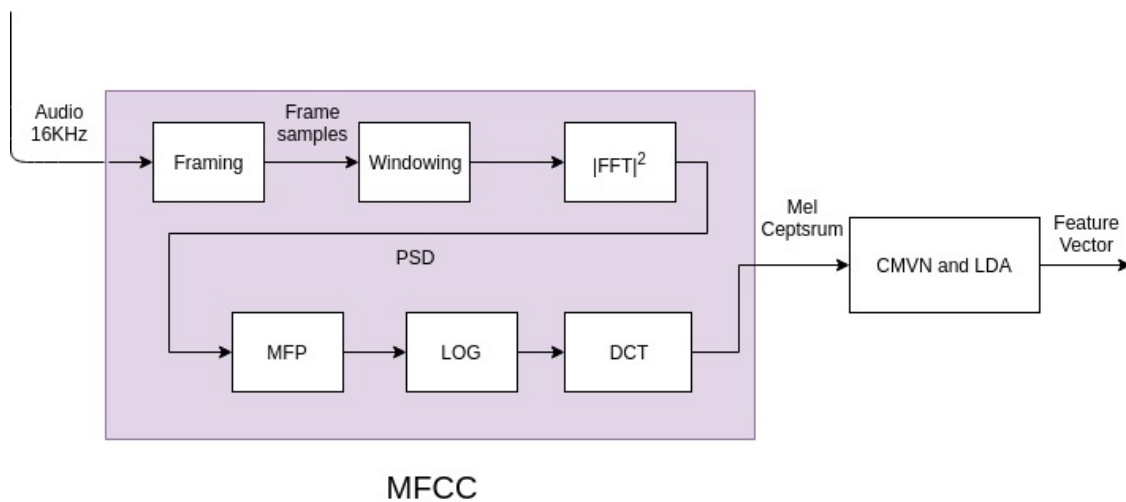 Audio
16KHz
Framing
Frame
samples
Windowing
|FFT|²
PSD
MFP
LOG
DCT
Mel
Ceptsrum
CMVN and LDA
Feature
Vector
MFCC